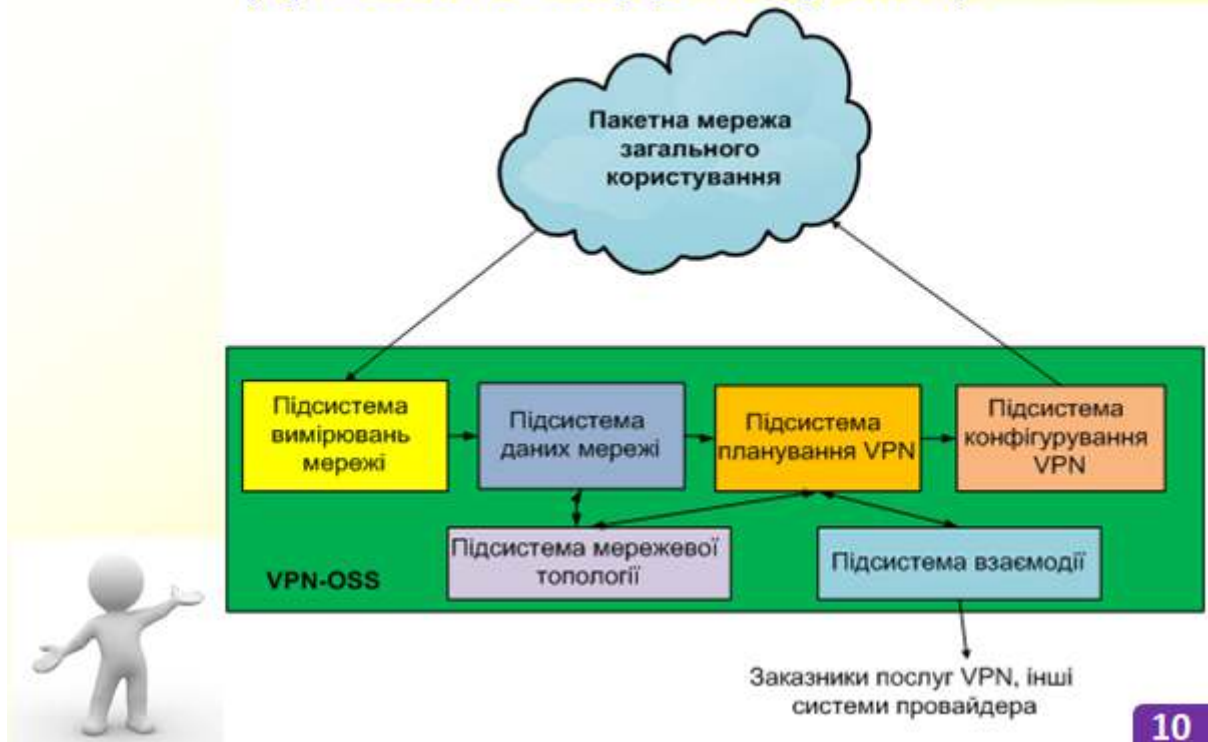 Пакетна мережа
загального
користування
Підсистема
вимірювань
мережі
Підсистема
даних мережі
Підсистема
планування VPN
Підсистема
конфігурування
VPN
Підсистема мережевої
топології
Підсистема взаємодії
VPN-OSS
Заказники послуг VPN, інші
системи провайдера
10